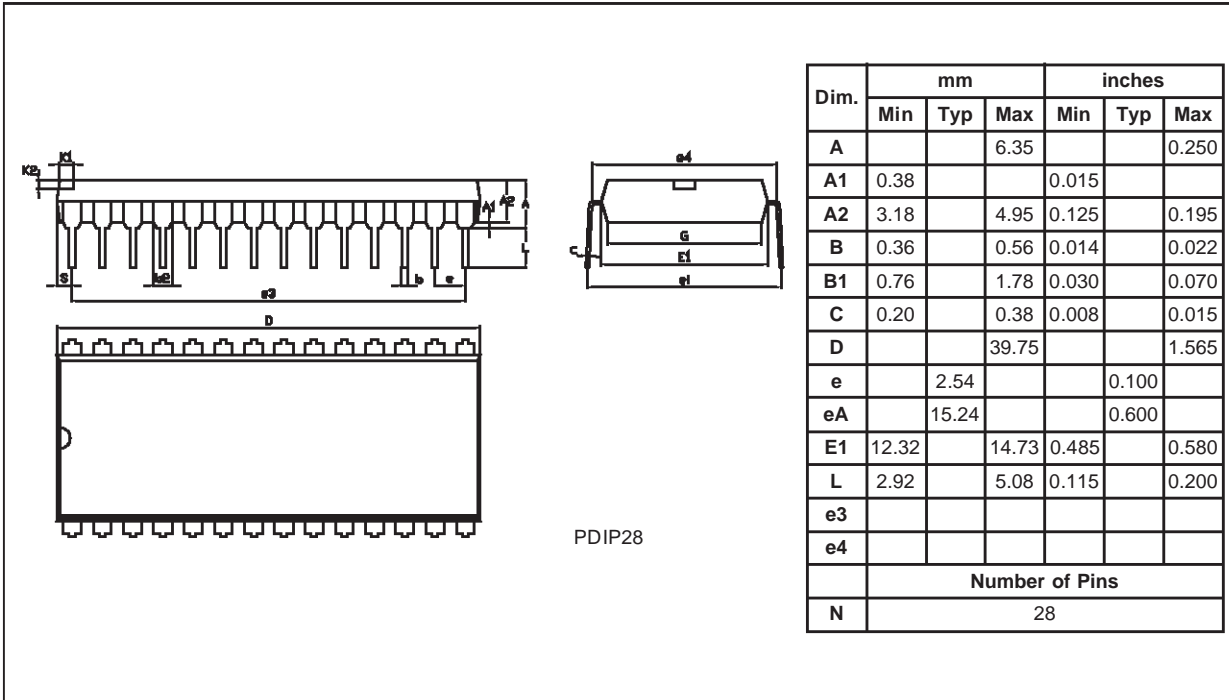 K1
K2
A1
A2
A
L
S
b2
b
e
e3
D
e4
G
C
E1
PDIP28
Dim. mm inches
Min Typ Max Min Typ Max
A 6.35 0.250
A1 0.38 0.015
A2 3.18 4.95 0.125 0.195
B 0.36 0.56 0.014 0.022
B1 0.76 1.78 0.030 0.070
C 0.20 0.38 0.008 0.015
D 39.75 1.565
e 2.54 0.100
eA 15.24 0.600
E1 12.32 14.73 0.485 0.580
L 2.92 5.08 0.115 0.200
e3
e4
Number of Pins
N 28